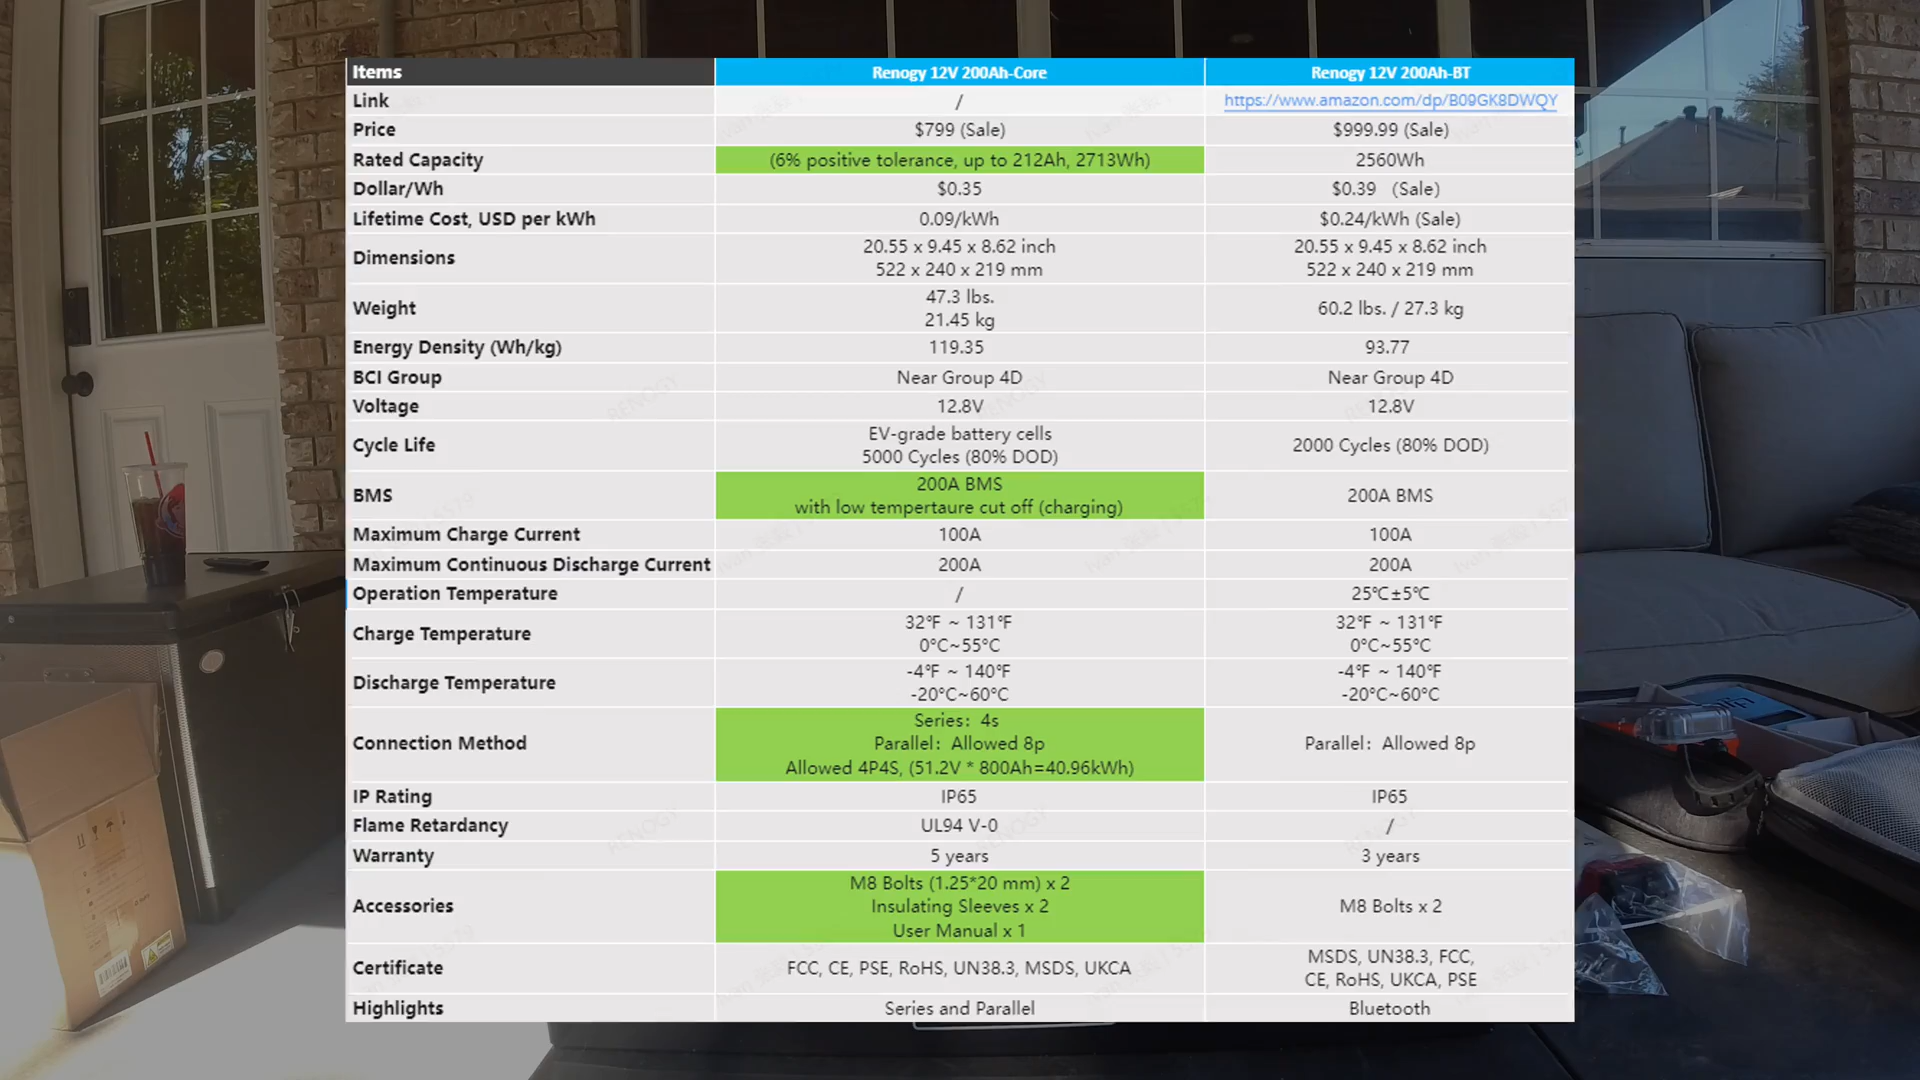 Items Renogy 12V 200Ah-Core Renogy 12V 200Ah-BT
Link / https://www.amazon.com/dp/B09GK8DWQY
Price $799 (Sale) $999.99 (Sale)
Rated Capacity (6% positive tolerance, up to 212Ah, 2713Wh) 2560Wh
Dollar/Wh $0.35 $0.39 (Sale)
Lifetime Cost, USD per kWh 0.09/kWh $0.24/kWh (Sale)
Dimensions 20.55 x 9.45 x 8.62 inch 20.55 x 9.45 x 8.62 inch
522 x 240 x 219 mm 522 x 240 x 219 mm
Weight 47.3 lbs. 60.2 lbs. / 27.3 kg
21.45 kg
Energy Density (Wh/kg) 119.35 93.77
BCI Group Near Group 4D Near Group 4D
Voltage 12.8V 12.8V
Cycle Life EV-grade battery cells 2000 Cycles (80% DOD)
5000 Cycles (80% DOD)
BMS 200A BMS 200A BMS
with low tempertaure cut off (charging)
Maximum Charge Current 100A 100A
Maximum Continuous Discharge Current 200A 200A
Operation Temperature / 25℃±5℃
Charge Temperature 32℉ ~ 131℉ 32℉ ~ 131℉
0°C~55°C 0°C~55°C
Discharge Temperature -4℉ ~ 140℉ -4℉ ~ 140℉
-20°C~60°C -20°C~60°C
Connection Method Series: 4s Parallel: Allowed 8p
Parallel: Allowed 8p
Allowed 4P4S, (51.2V * 800Ah=40.96kWh)
IP Rating IP65 IP65
Flame Retardancy UL94 V-0 /
Warranty 5 years 3 years
Accessories M8 Bolts (1.25*20 mm) x 2 M8 Bolts x 2
Insulating Sleeves x 2
User Manual x 1
Certificate FCC, CE, PSE, RoHS, UN38.3, MSDS, UKCA MSDS, UN38.3, FCC,
CE, RoHS, UKCA, PSE
Highlights Series and Parallel Bluetooth
RENOGY